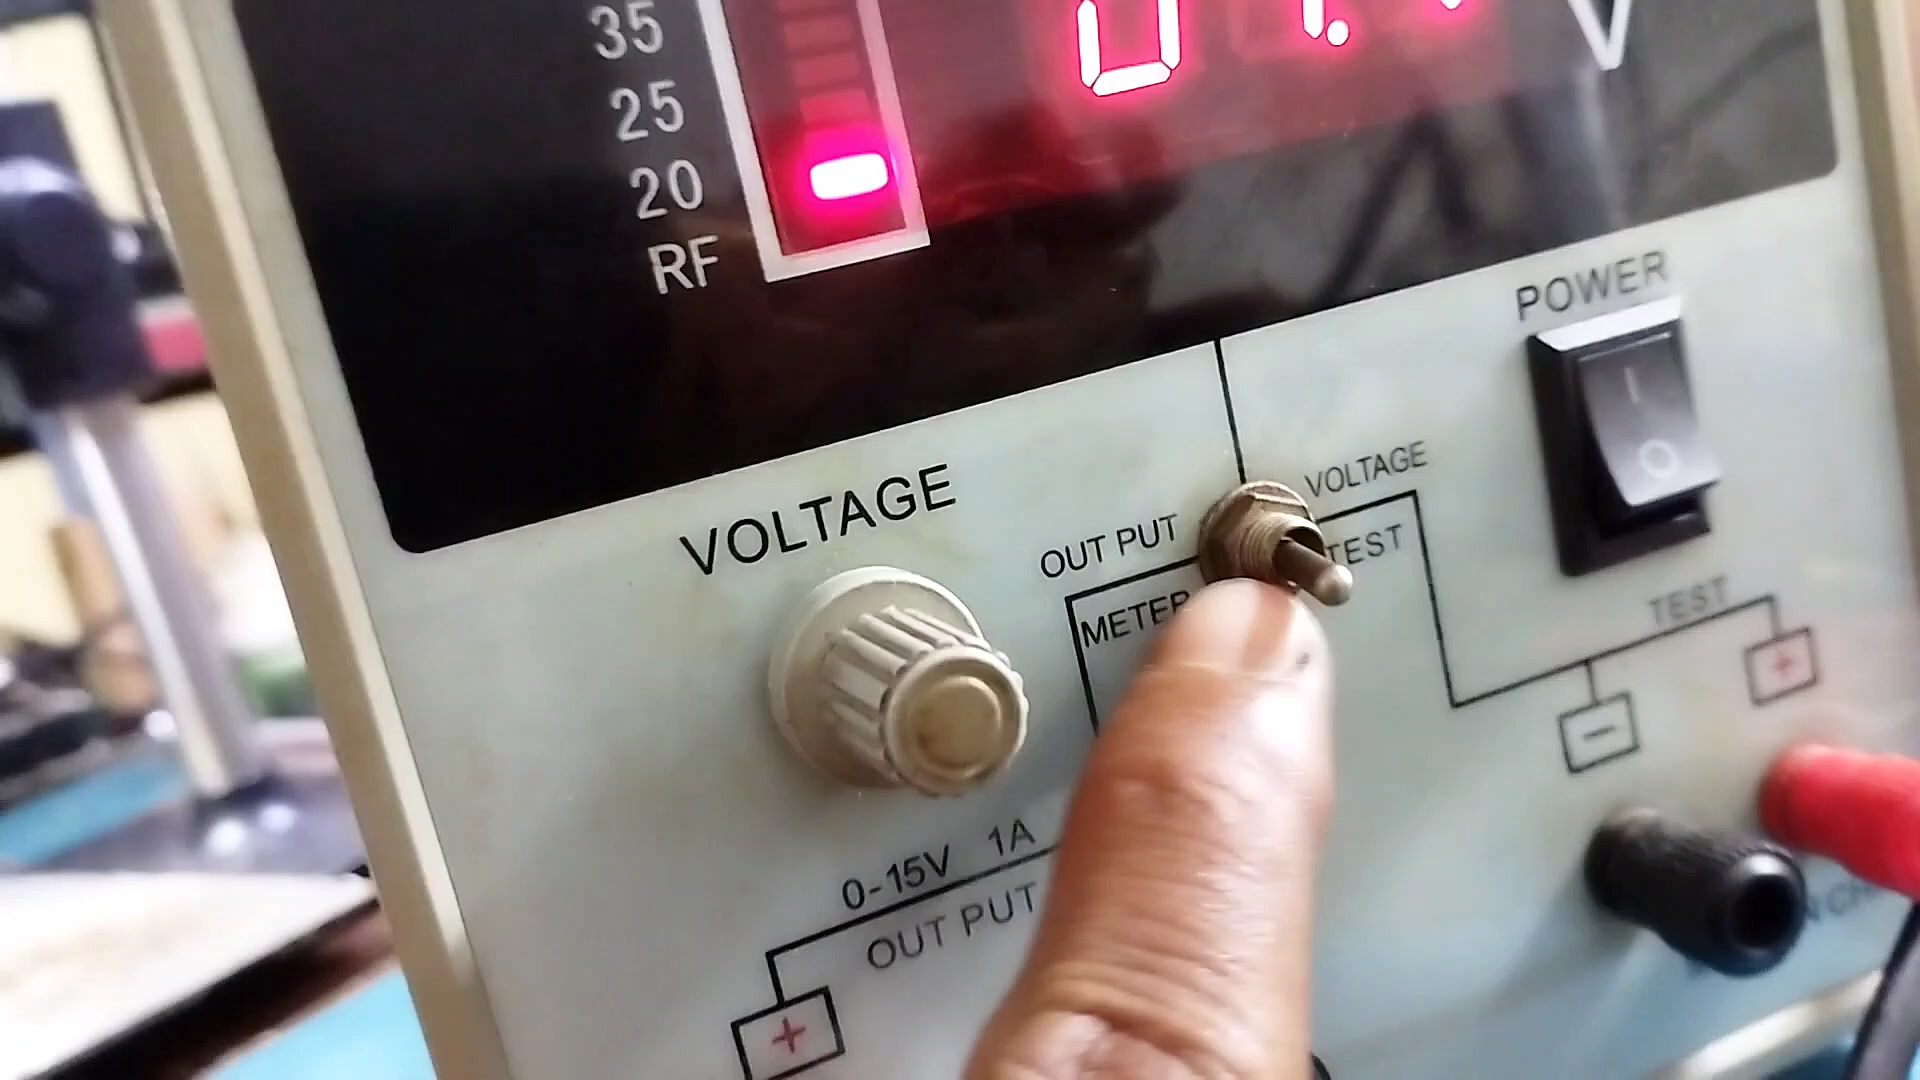 35
25
20
RF
V
POWER
VOLTAGE
OUT PUT
METER
VOLTAGE
TEST
TEST
0-15V 1A
OUT PUT
+
-
+